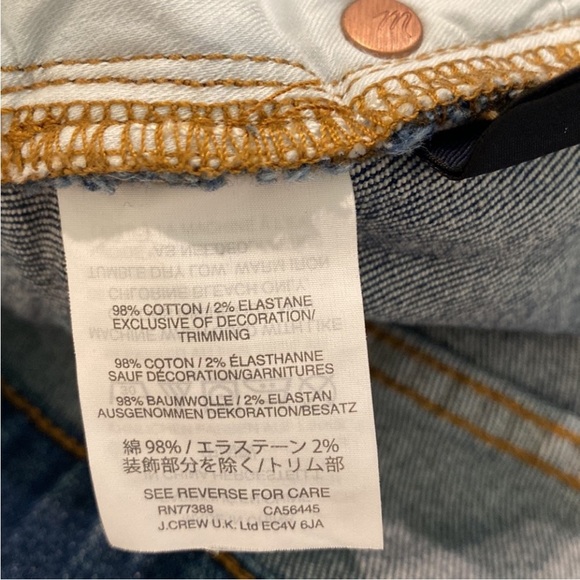 m
98% COTTON / 2% ELASTANE
EXCLUSIVE OF DECORATION/
TRIMMING
98% COTON / 2% ÉLASTHANNE
SAUF DÉCORATION/GARNITURES
98% BAUMWOLLE / 2% ELASTAN
AUSGENOMMEN DEKORATION/BESATZ
綿 98% / エラステーン 2%
装飾部分を除く/トリム部
SEE REVERSE FOR CARE
RN77388 CA56445
J.CREW U.K. Ltd EC4V 6JA